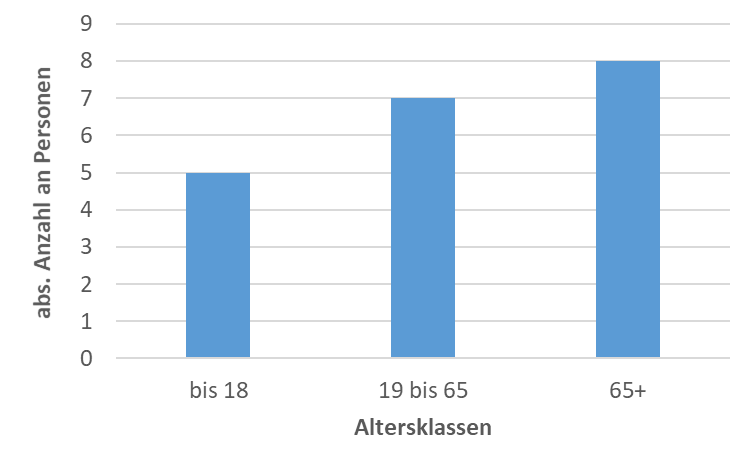 abs. Anzahl an Personen
9
8
7
6
5
4
3
2
1
0
bis 18
19 bis 65
65+
Altersklassen